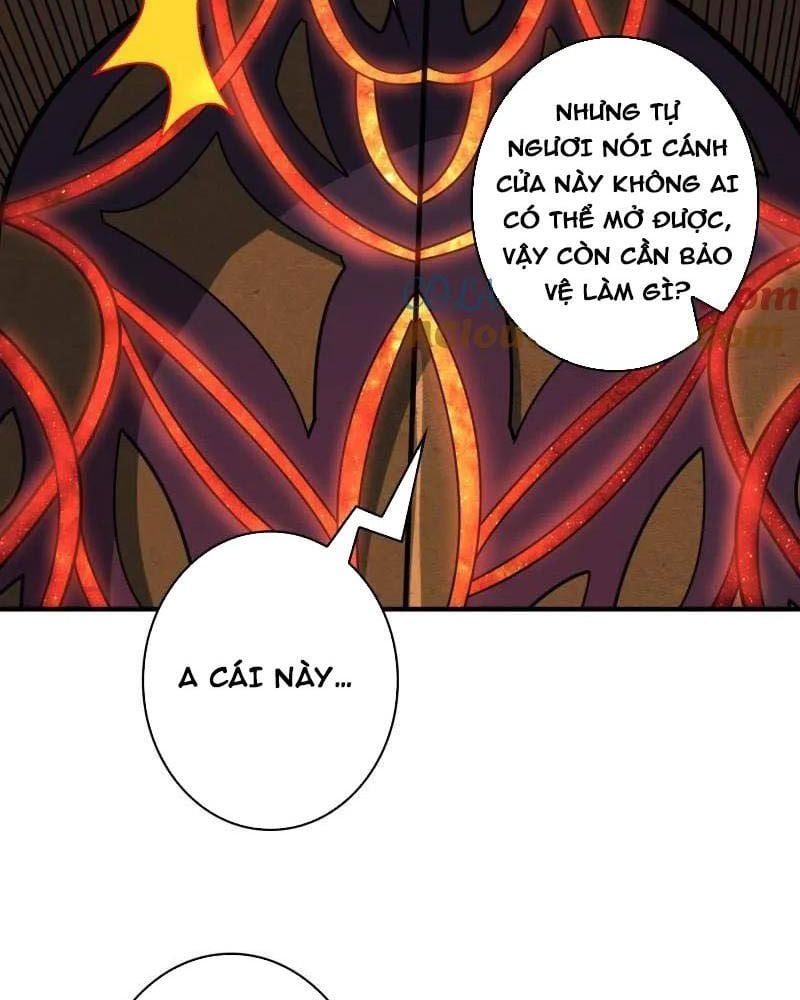 NHƯNG TỰ
NGƯƠI NÓI CÁNH
CỬA NÀY KHÔNG AI
CÓ THỂ MỞ ĐƯỢC,
VẬY CÒN CẦN BẢO
VỆ LÀM GÌ?
A CÁI NÀY...